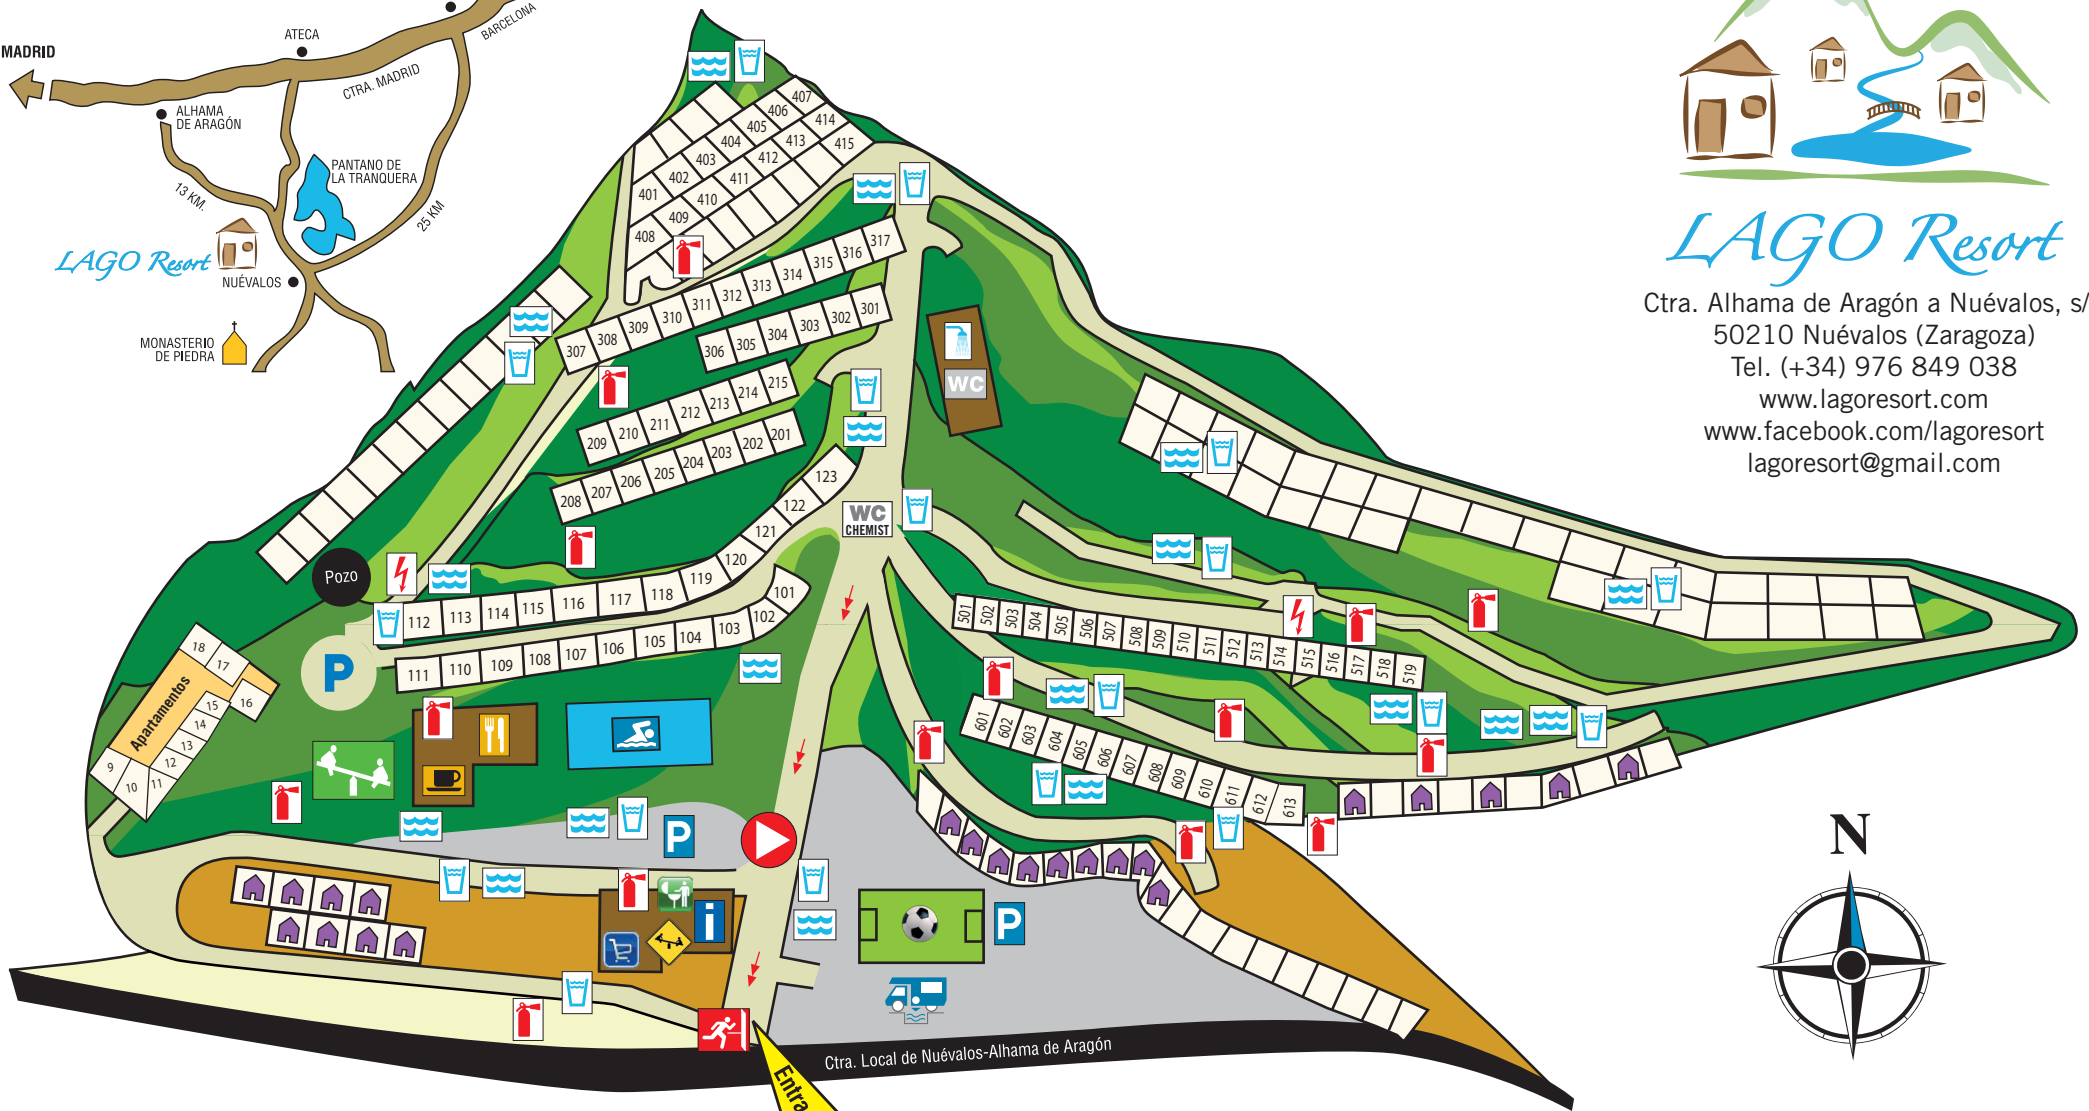 MADRID
ATECA
BARCELONA
CTRA. MADRID
ALHAMA
DE ARAGÓN
PANTANO DE
LA TRANQUERA
13 KM.
25 KM
LAGO Resort
NUÉVALOS
MONASTERIO
DE PIEDRA
LAGO Resort
Ctra. Alhama de Aragón a Nuévalos, s/
50210 Nuévalos (Zaragoza)
Tel. (+34) 976 849 038
www.lagoresort.com
www.facebook.com/lagoresort
lagoresort@gmail.com
401 402 403 404 405 406 407
408 409 410 411 412 413 414 415
307 308 309 310 311 312 313 314 315 316 317
306 305 304 303 302 301
209 210 211 212 213 214 215
208 207 206 205 204 203 202 201
WC
WC
CHEMIST
Pozo
112 113 114 115 116 117 118 119 120 121 122 123
111 110 109 108 107 106 105 104 103 102 101
P
501 502 503 504 505 506 507 508 509 510 511 512 513 514 515 516 517 518 519
601 602 603 604 605 606 607 608 609 610 611 612 613
18 17 16 15 14 13 12 11 10 9
Apartamentos
P
P
i
N
Ctra. Local de Nuévalos-Alhama de Aragón
Entra